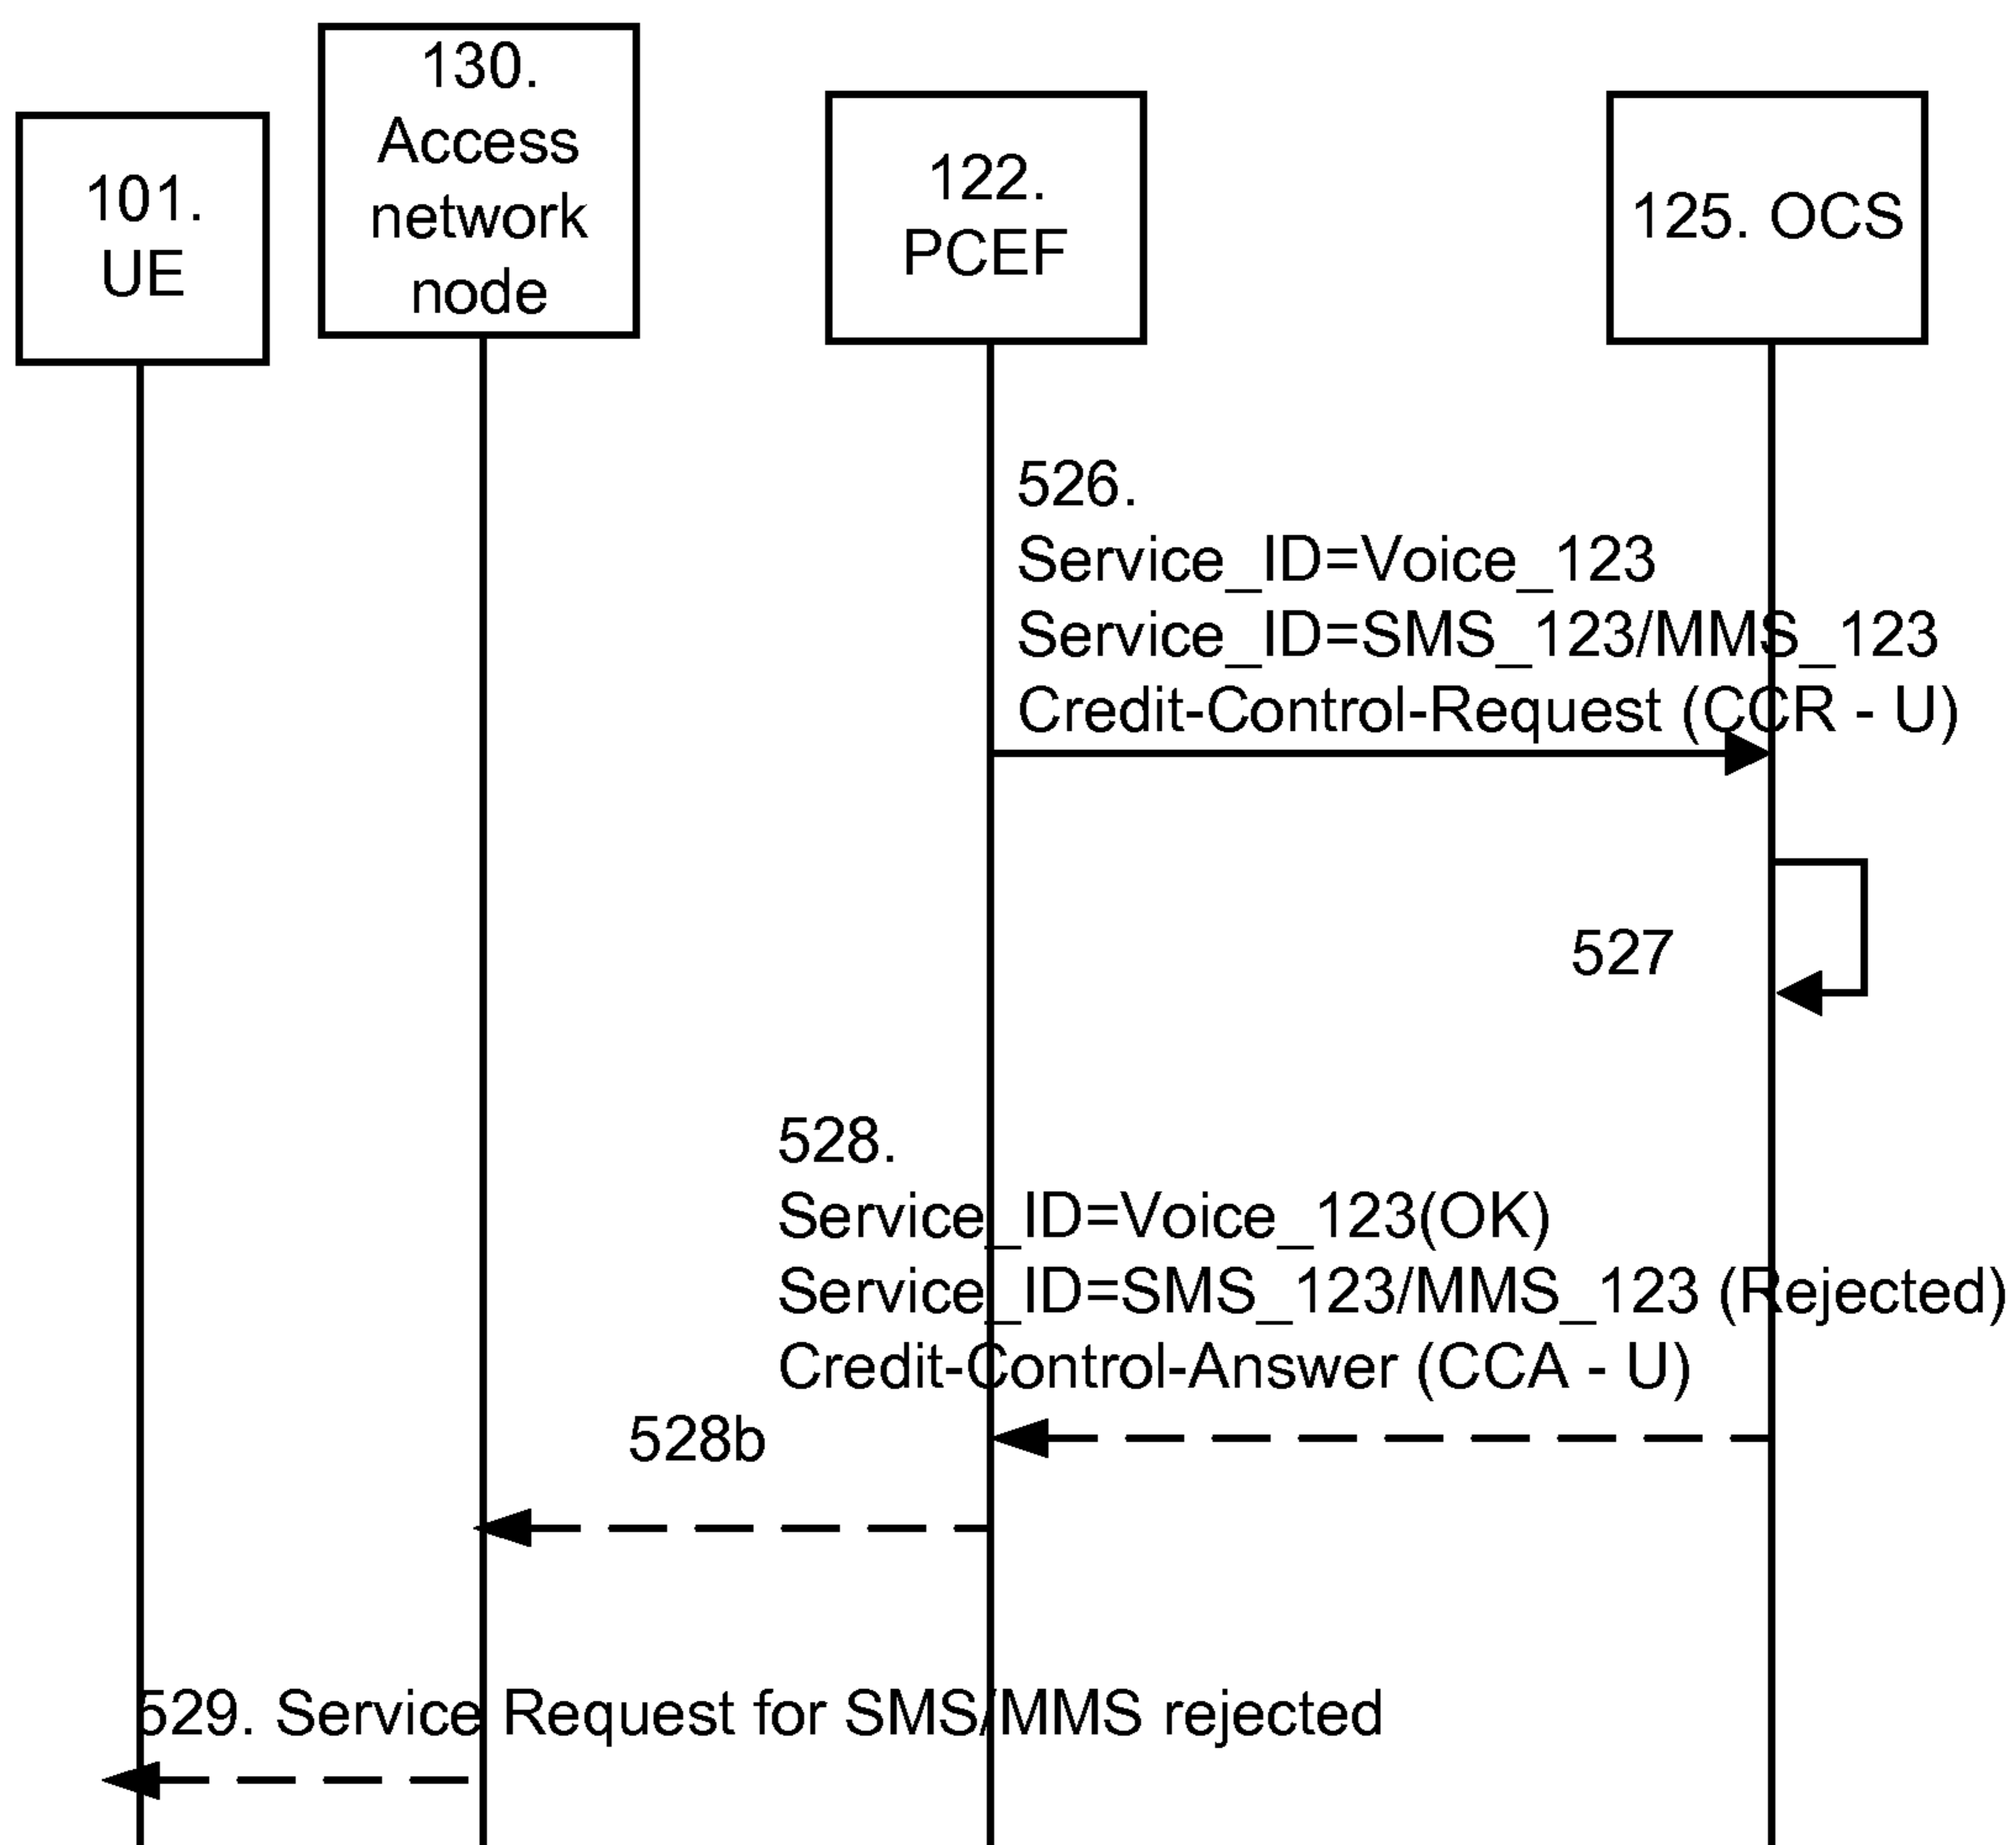 130.
Access
network
node
101.
UE
122.
PCEF
125. OCS
526.
Service_ID=Voice_123
Service_ID=SMS_123/MMS_123
Credit-Control-Request (CCR - U)
527
528.
Service_ID=Voice_123(OK)
Service_ID=SMS_123/MMS_123 (Rejected)
Credit-Control-Answer (CCA - U)
528b
529. Service Request for SMS/MMS rejected